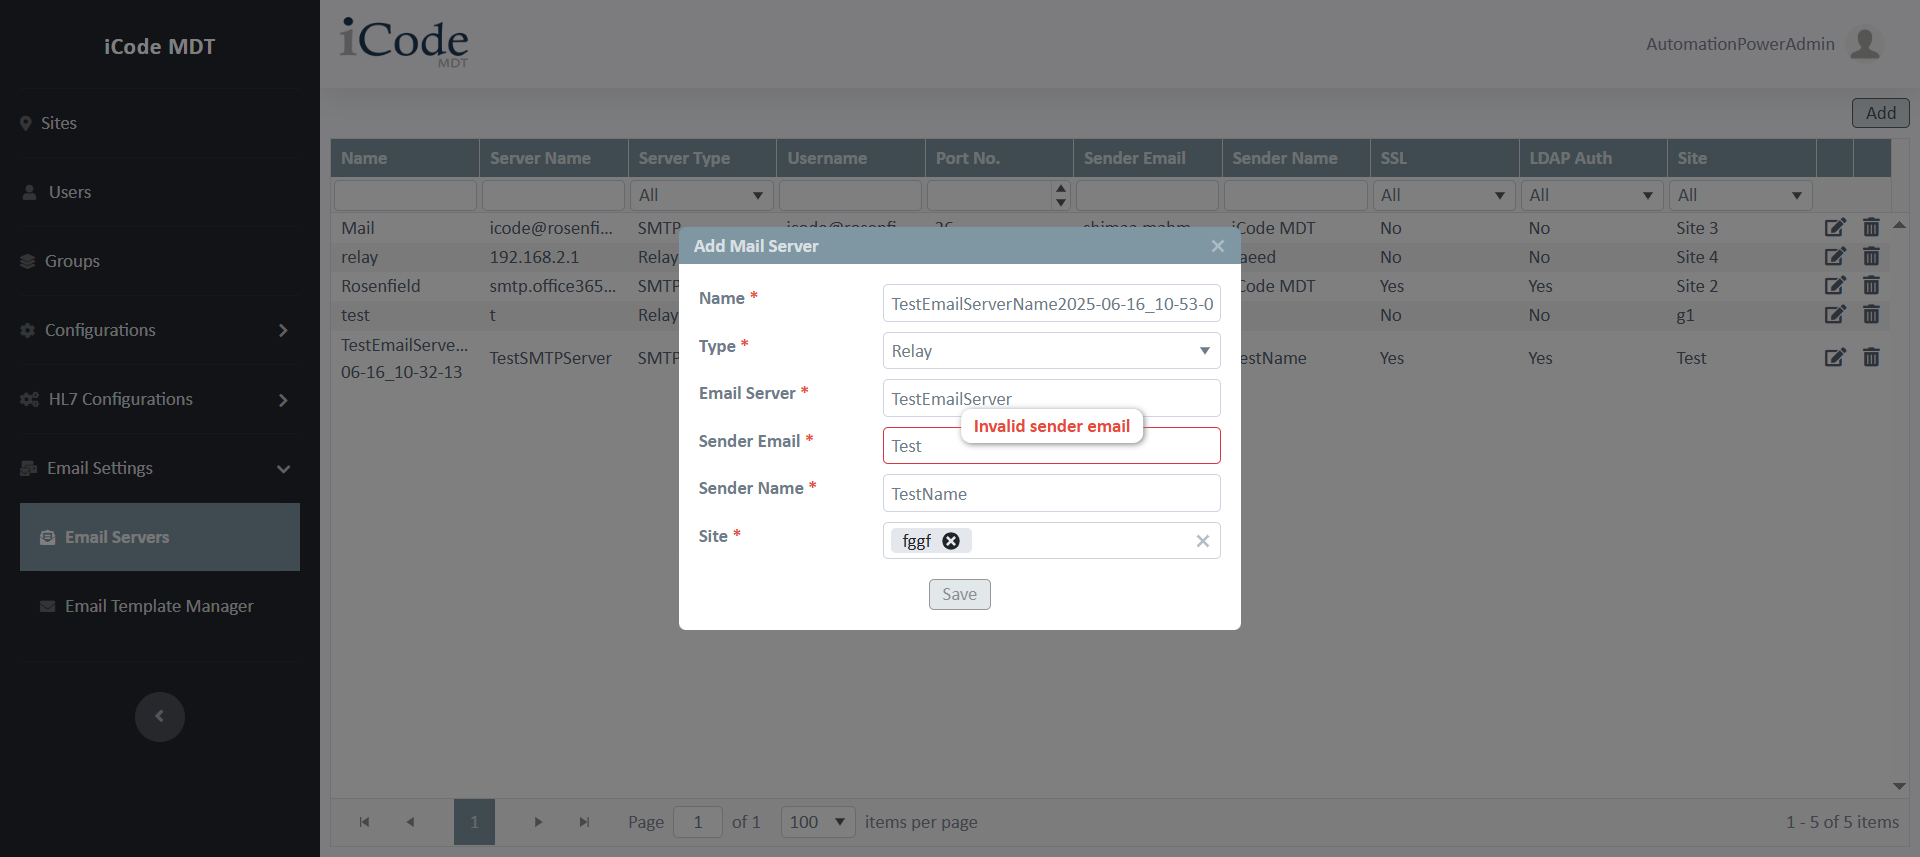 iCode MDT
Sites
Users
Groups
Configurations
HL7 Configurations
Email Settings
Email Servers
Email Template Manager
iCode
MDT
AutomationPowerAdmin
Add
Name Server Name Server Type Username Port No. Sender Email Sender Name SSL LDAP Auth Site
All All All All
Mail icode@rosenfi... SMTP iCode MDT No No Site 3
relay 192.168.2.1 Relay aeed No No Site 4
Rosenfield smtp.office365... SMTP Code MDT Yes Yes Site 2
test t Relay No No g1
TestEmailServe...
06-16_10-32-13 TestSMTPServer SMTP estName Yes Yes Test
Add Mail Server
Name * TestEmailServerName2025-06-16_10-53-0
Type * Relay
Email Server * TestEmailServer
Invalid sender email
Sender Email * Test
Sender Name * TestName
Site * fggf
Save
1 Page 1 of 1 100 items per page 1 - 5 of 5 items